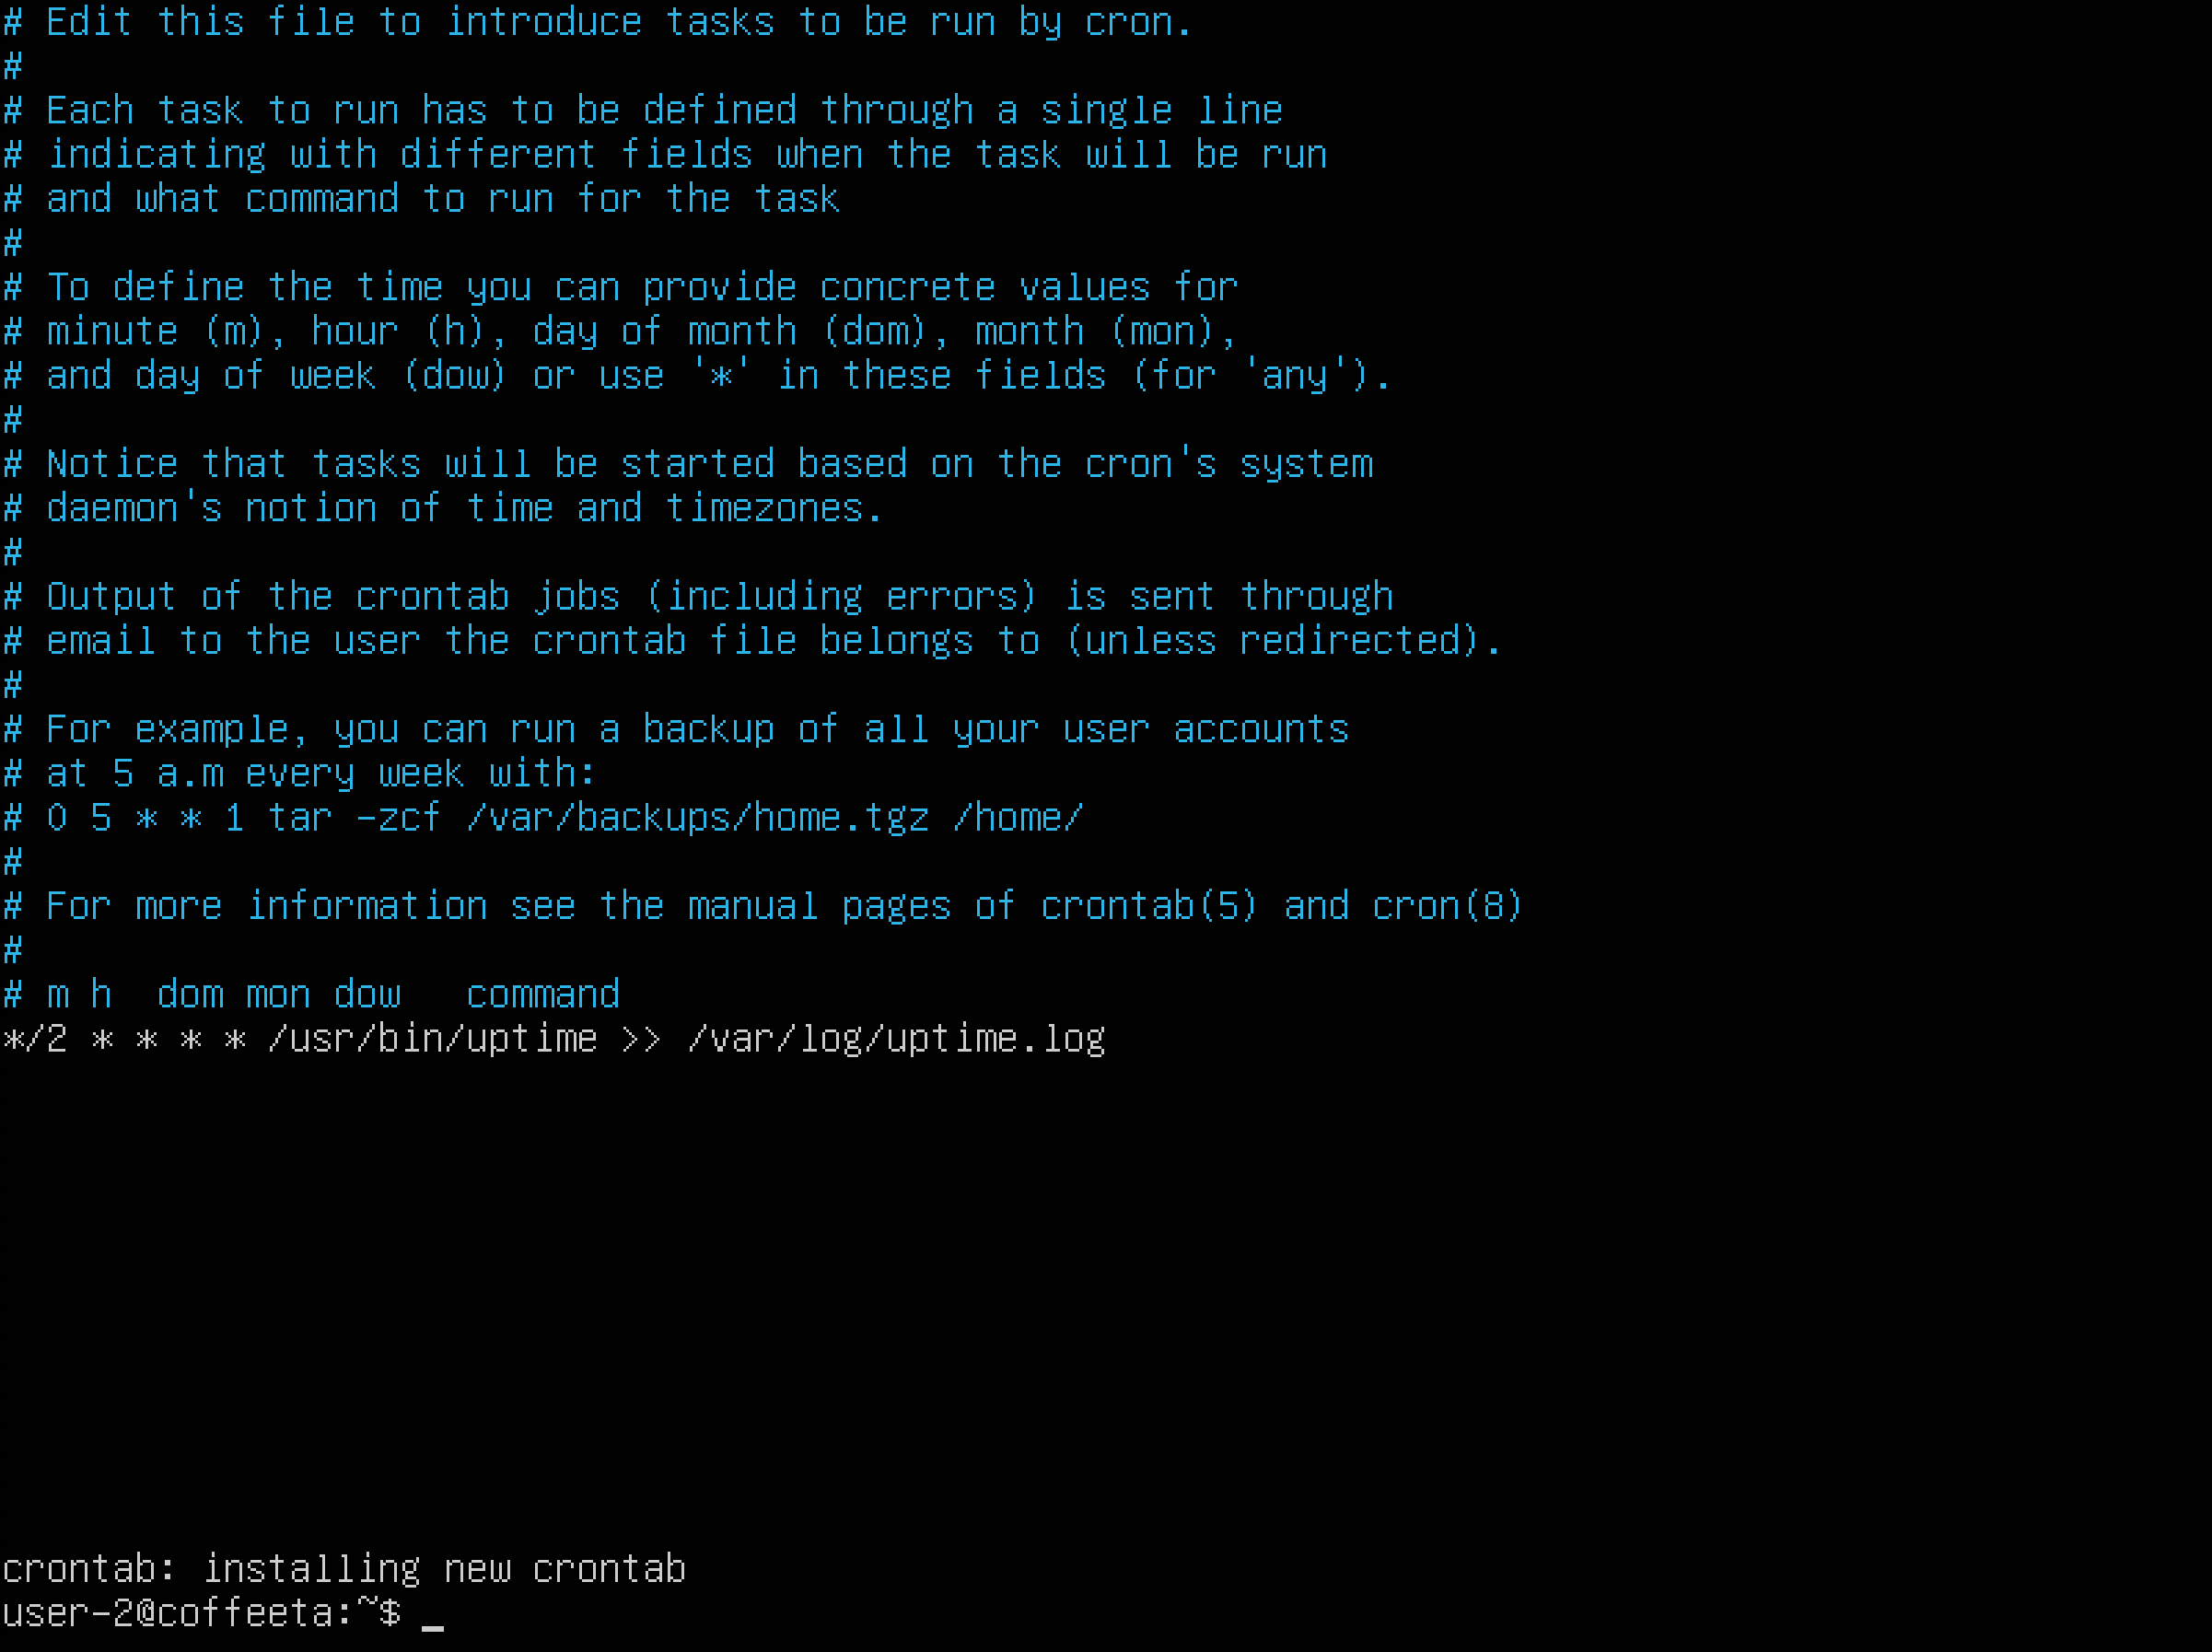 # Edit this file to introduce tasks to be run by cron.
#
# Each task to run has to be defined through a single line
# indicating with different fields when the task will be run
# and what command to run for the task
#
# To define the time you can provide concrete values for
# minute (m), hour (h), day of month (dom), month (mon),
# and day of week (dow) or use '*' in these fields (for 'any').
#
# Notice that tasks will be started based on the cron's system
# daemon's notion of time and timezones.
#
# Output of the crontab jobs (including errors) is sent through
# email to the user the crontab file belongs to (unless redirected).
#
# For example, you can run a backup of all your user accounts
# at 5 a.m every week with:
# 0 5 * * 1 tar -zcf /var/backups/home.tgz /home/
#
# For more information see the manual pages of crontab(5) and cron(8)
#
# m h  dom mon dow   command
*/2 * * * * /usr/bin/uptime >> /var/log/uptime.log
crontab: installing new crontab
user-2@coffeeta:~$ _